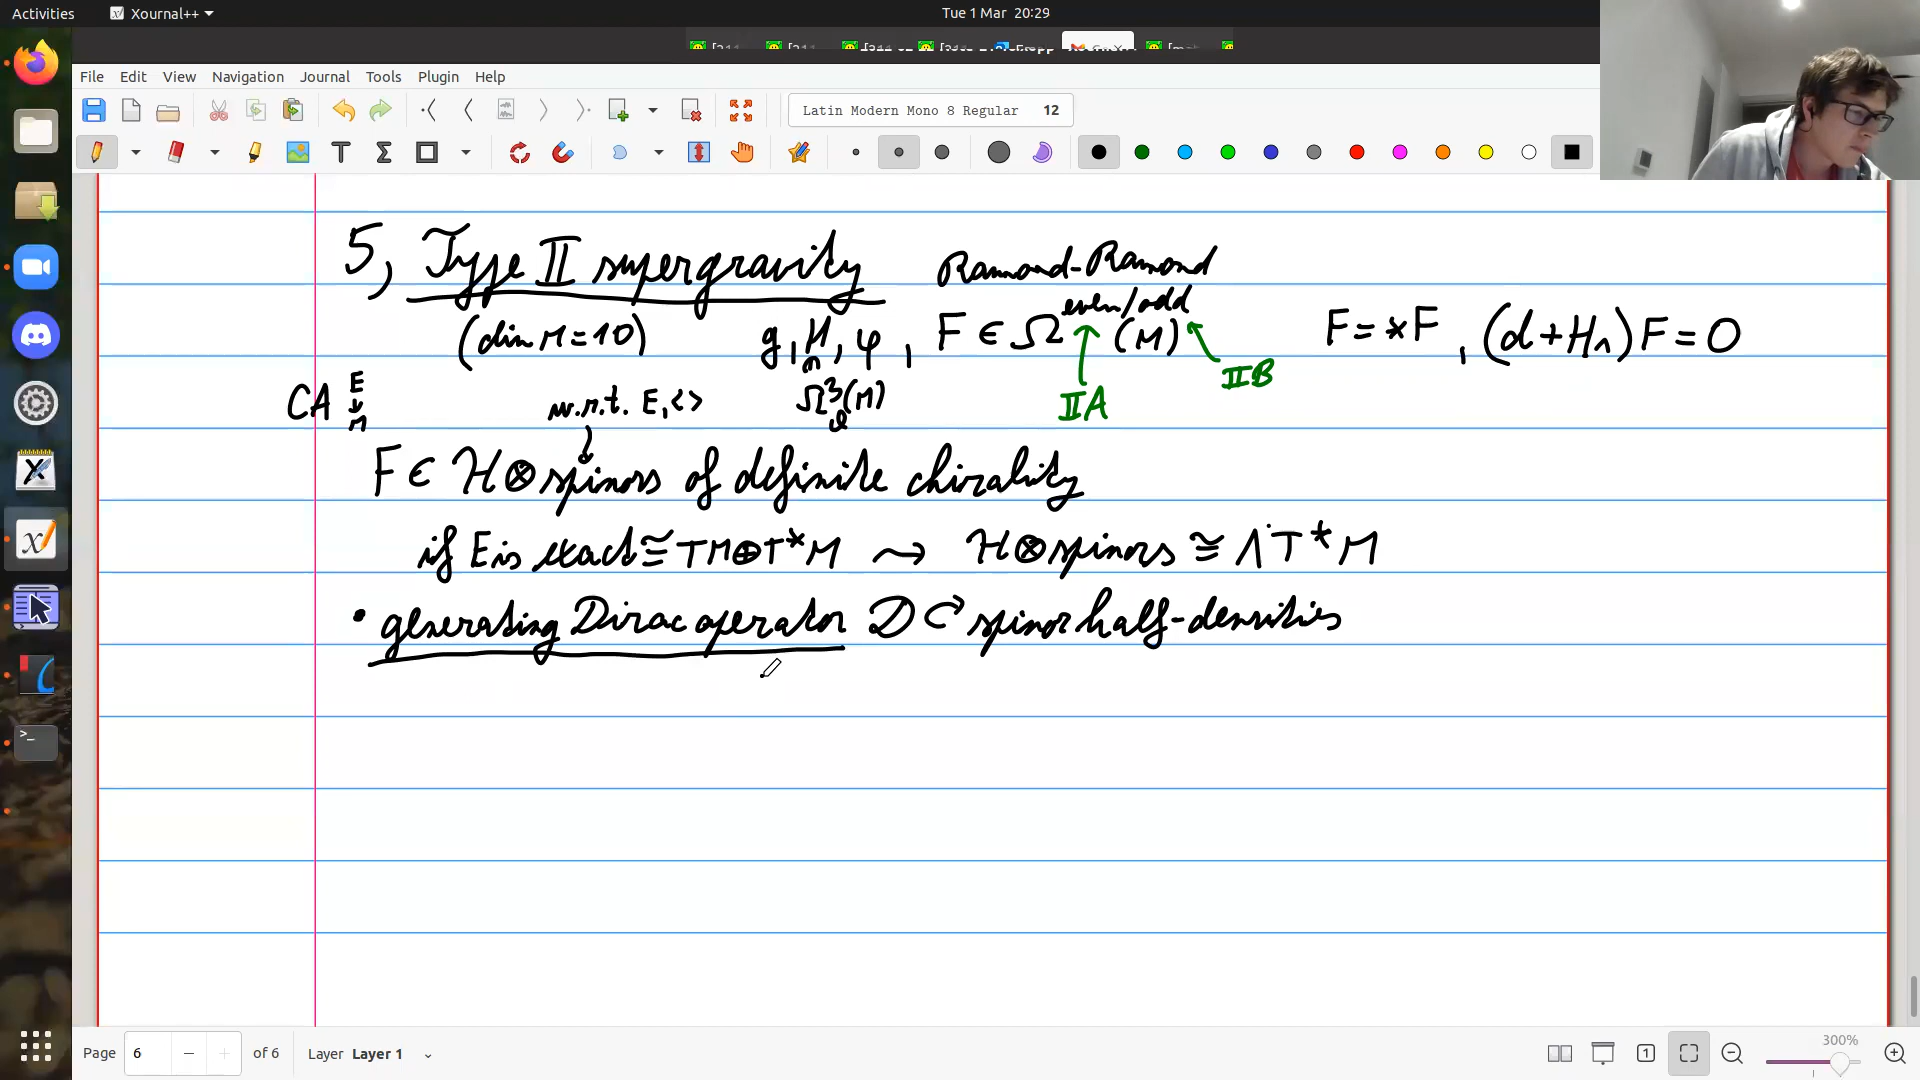 Activities Xournal++ Tue 1 Mar 20:29
File Edit View Navigation Journal Tools Plugin Help
Latin Modern Mono 8 Regular 12
5, Type II supergravity Ramond-Ramond
(dim M = 10) g, H, φ, F ∈ Ω^{even/odd}(M) F = *F, (d + H∧)F = 0
Ω³(M) IIA IIB
cl
CA E ↓ M w.r.t. E, <>
F ∈ ℋ ⊗ spinors of definite chirality
if E is exact ≅ TM ⊕ T*M ⇝ ℋ ⊗ spinors ≅ Λ˙T*M
• generating Dirac operator D ↻ spinor half-densities
Page 6 of 6 Layer Layer 1 300%